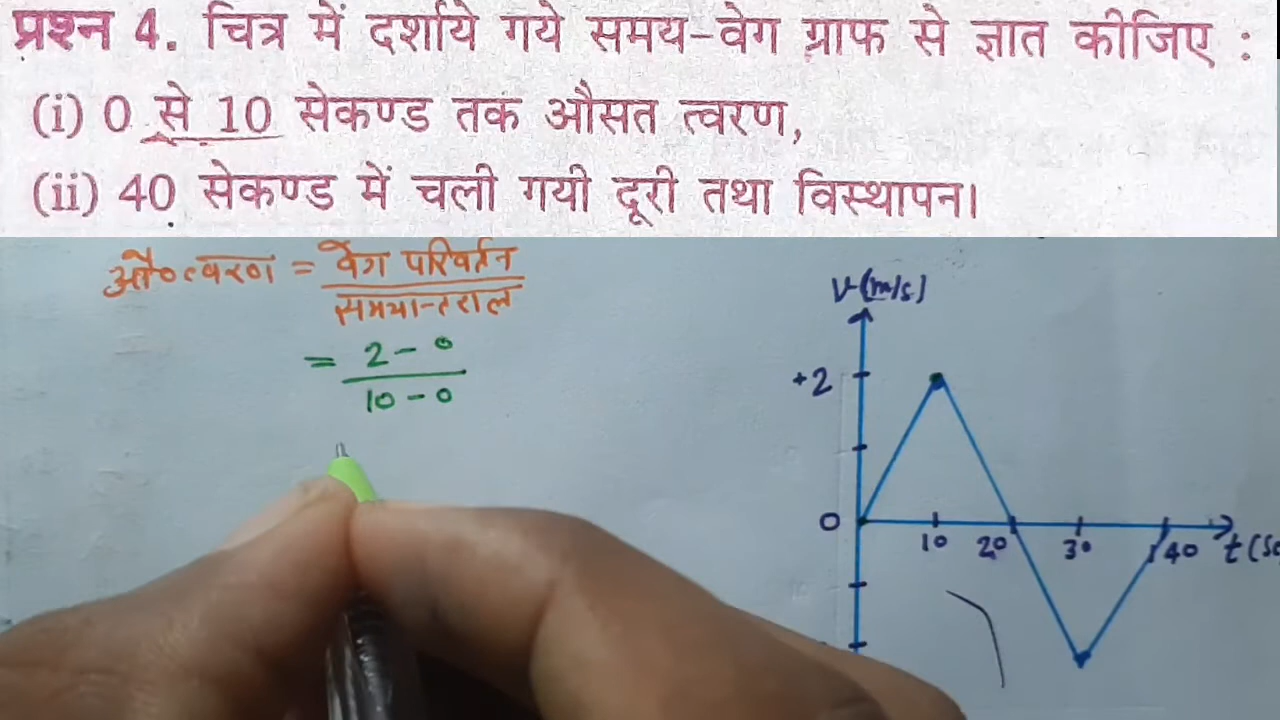 प्रश्न 4. चित्र में दर्शाये गये समय-वेग ग्राफ से ज्ञात कीजिए :
(i) 0 से 10 सेकण्ड तक औसत त्वरण,
(ii) 40 सेकण्ड में चली गयी दूरी तथा विस्थापन।
औ० त्वरण = वेग परिवर्तन
समयान्तराल
= 2 - 0
10 - 0
v(m/s)
+2
0
10 20 30 40 t(se